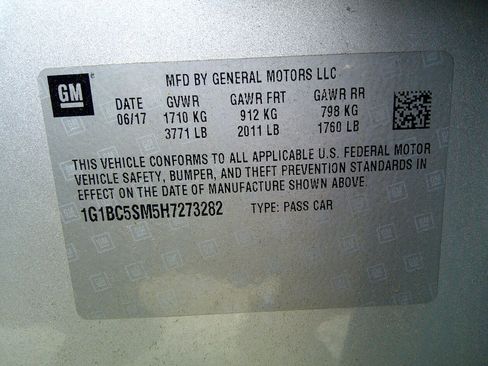 GM
MFD BY GENERAL MOTORS LLC
DATE GVWR GAWR FRT GAWR RR
06/17 1710 KG 912 KG 798 KG
3771 LB 2011 LB 1760 LB
THIS VEHICLE CONFORMS TO ALL APPLICABLE U.S. FEDERAL MOTOR
VEHICLE SAFETY, BUMPER, AND THEFT PREVENTION STANDARDS IN
EFFECT ON THE DATE OF MANUFACTURE SHOWN ABOVE.
1G1BC5SM5H7273282 TYPE: PASS CAR